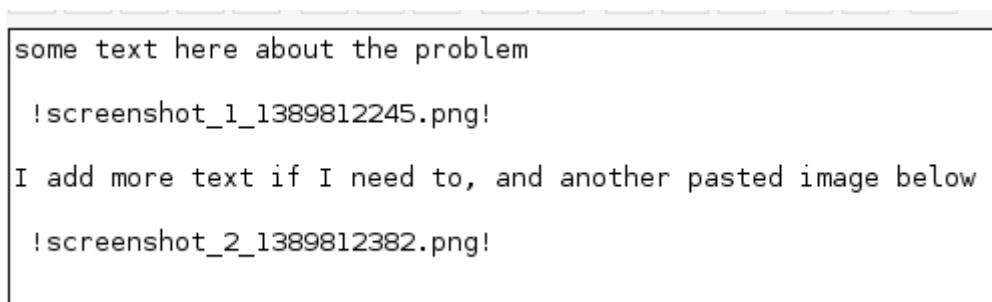 some text here about the problem
!screenshot_1_1389812245.png!
I add more text if I need to, and another pasted image below
!screenshot_2_1389812382.png!